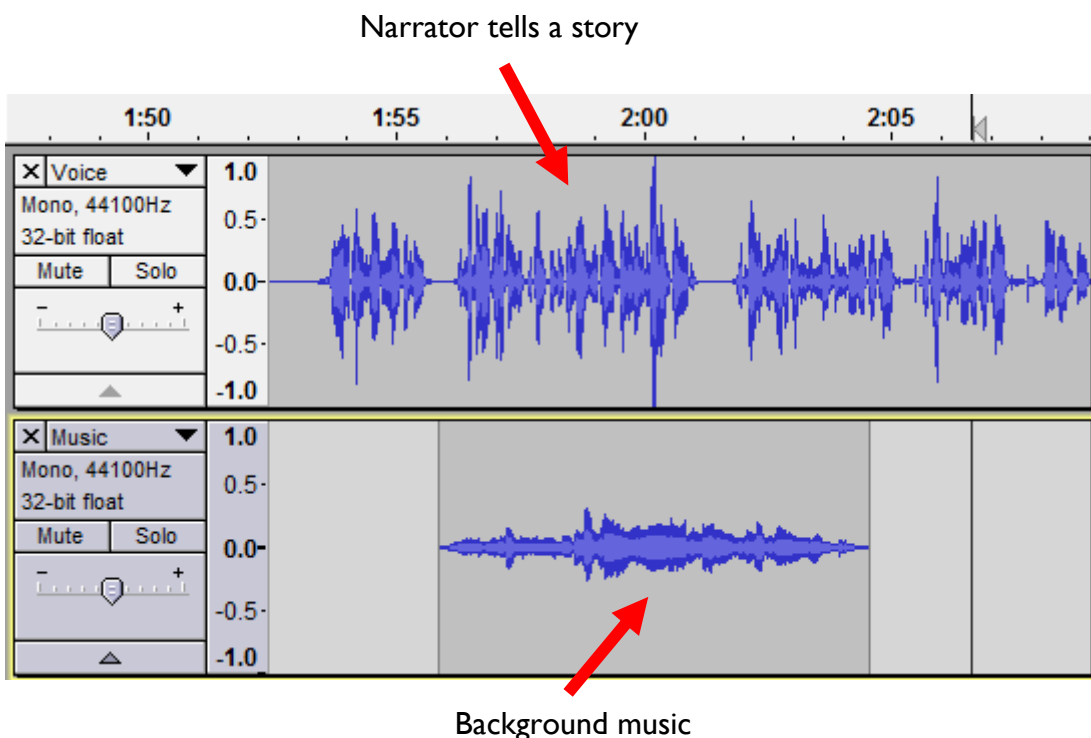 Narrator tells a story
1:50 1:55 2:00 2:05
X Voice
Mono, 44100Hz
32-bit float
Mute Solo
- +
1.0
0.5
0.0
-0.5
-1.0
X Music
Mono, 44100Hz
32-bit float
Mute Solo
- +
1.0
0.5
0.0
-0.5
-1.0
Background music